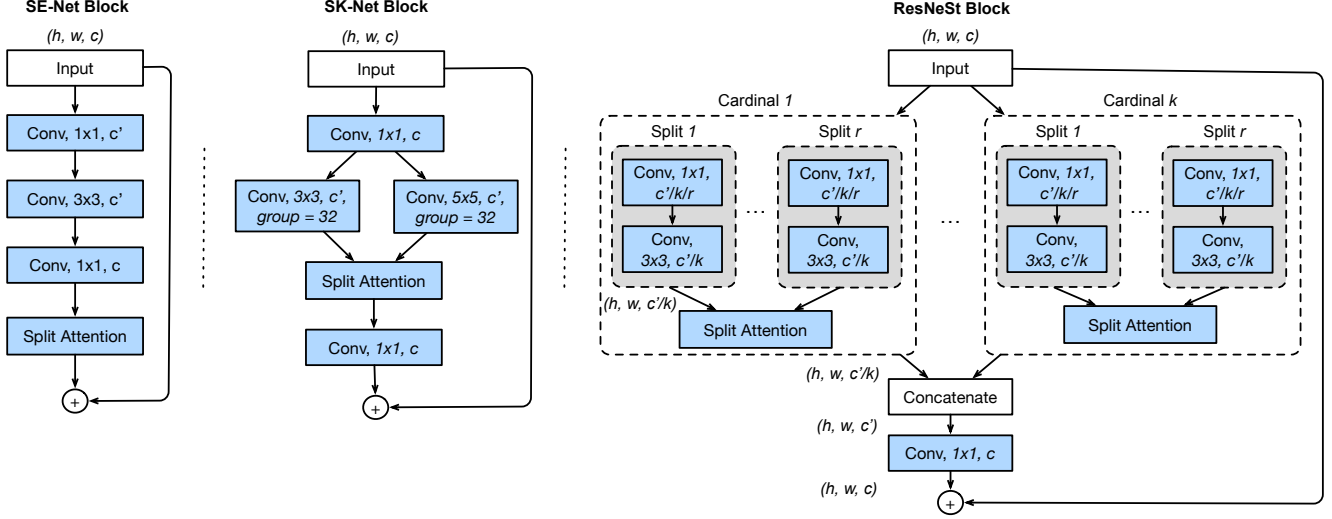 SE-Net Block
(h, w, c)
Input
Conv, 1x1, c'
Conv, 3x3, c'
Conv, 1x1, c
Split Attention
+
SK-Net Block
(h, w, c)
Input
Conv, 1x1, c
Conv, 3x3, c',
group = 32
Conv, 5x5, c',
group = 32
Split Attention
Conv, 1x1, c
+
ResNeSt Block
(h, w, c)
Input
Cardinal 1
Split 1
Conv, 1x1,
c'/k/r
Conv,
3x3, c'/k
...
Split r
Conv, 1x1,
c'/k/r
Conv,
3x3, c'/k
(h, w, c'/k)
Split Attention
...
Cardinal k
Split 1
Conv, 1x1,
c'/k/r
Conv,
3x3, c'/k
...
Split r
Conv, 1x1,
c'/k/r
Conv,
3x3, c'/k
Split Attention
(h, w, c'/k)
Concatenate
(h, w, c')
Conv, 1x1, c
(h, w, c)
+